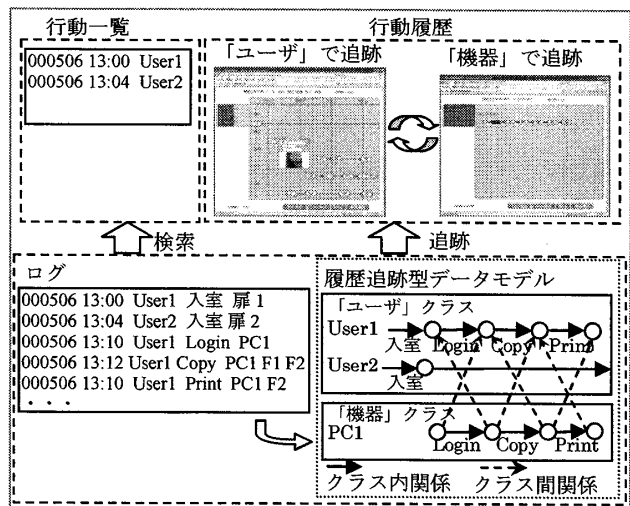 行動一覧
行動履歴
000506 13:00 User1
000506 13:04 User2
「ユーザ」で追跡
「機器」で追跡
検索
追跡
ログ
000506 13:00 User1 入室 扉1
000506 13:04 User2 入室 扉2
000506 13:10 User1 Login PC1
000506 13:12 User1 Copy PC1 F1 F2
000506 13:10 User1 Print PC1 F2
・・・
履歴追跡型データモデル
「ユーザ」クラス
User1
入室 Login Copy Print
User2
入室
「機器」クラス
PC1
Login Copy Print
クラス内関係
クラス間関係